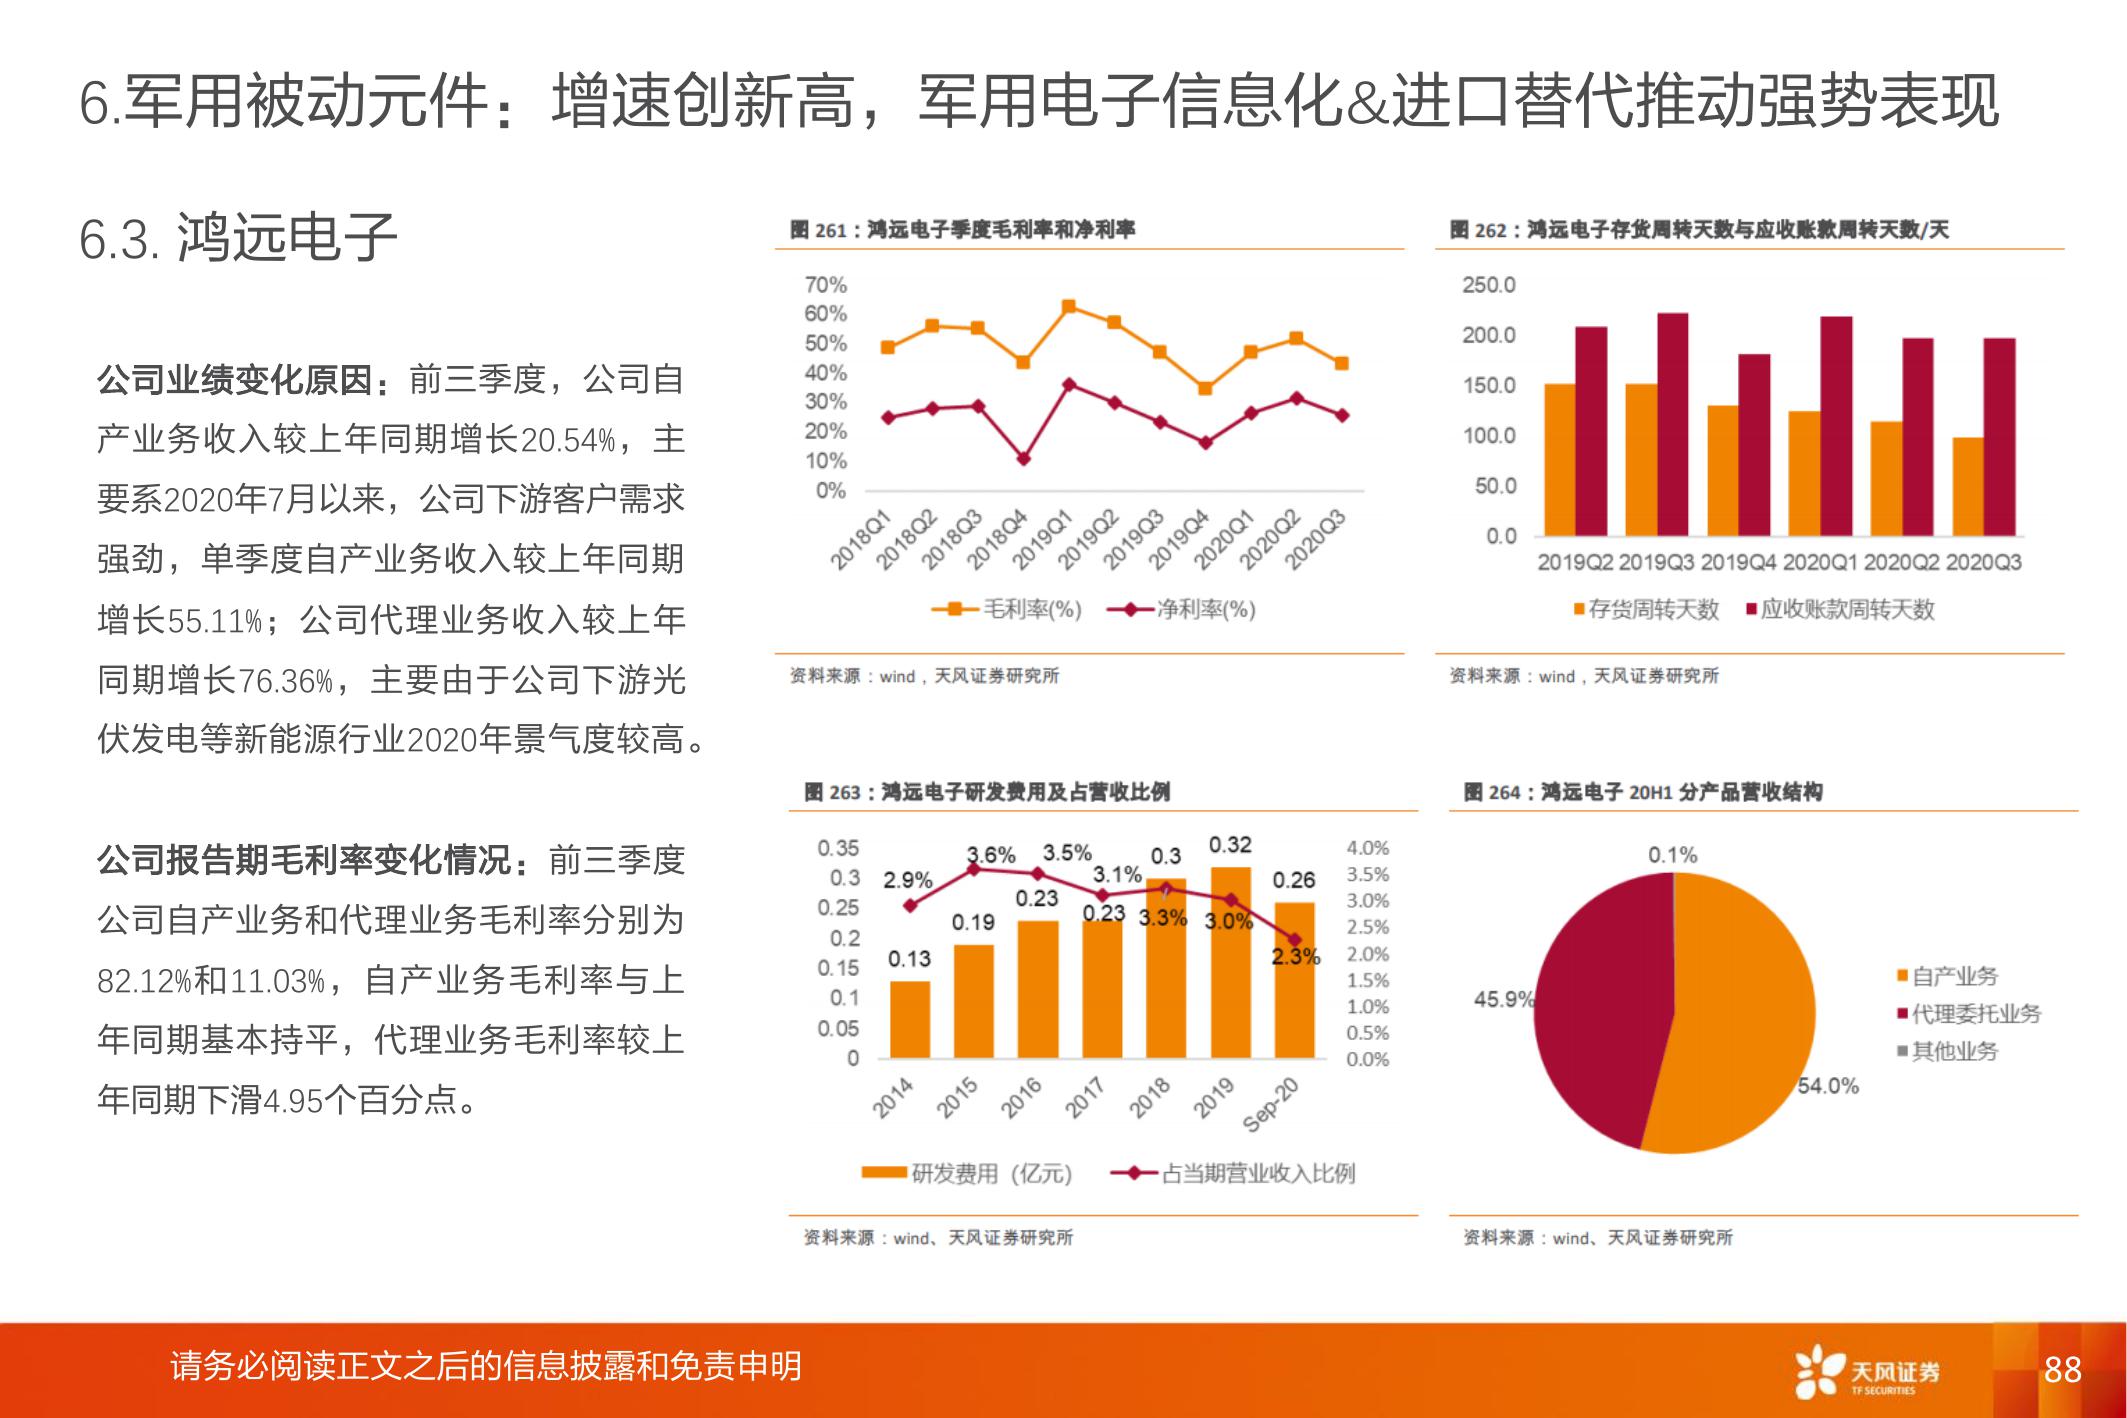 6.军用被动元件：增速创新高，军用电子信息化&进口替代推动强势表现
6.3. 鸿远电子
公司业绩变化原因：前三季度，公司自
产业务收入较上年同期增长20.54%，主
要系2020年7月以来，公司下游客户需求
强劲，单季度自产业务收入较上年同期
增长55.11%；公司代理业务收入较上年
同期增长76.36%，主要由于公司下游光
伏发电等新能源行业2020年景气度较高。
公司报告期毛利率变化情况：前三季度
公司自产业务和代理业务毛利率分别为
82.12%和11.03%，自产业务毛利率与上
年同期基本持平，代理业务毛利率较上
年同期下滑4.95个百分点。
图 261：鸿远电子季度毛利率和净利率
70%
60%
50%
40%
30%
20%
10%
0%
2018Q1
2018Q2
2018Q3
2018Q4
2019Q1
2019Q2
2019Q3
2019Q4
2020Q1
2020Q2
2020Q3
毛利率(%) 净利率(%)
资料来源：wind，天风证券研究所
图 262：鸿远电子存货周转天数与应收账款周转天数/天
250.0
200.0
150.0
100.0
50.0
0.0
2019Q2 2019Q3 2019Q4 2020Q1 2020Q2 2020Q3
存货周转天数 应收账款周转天数
资料来源：wind，天风证券研究所
图 263：鸿远电子研发费用及占营收比例
0.35
0.3
0.25
0.2
0.15
0.1
0.05
0
2.9%
3.6%
3.5%
3.1%
3.3%
3.0%
2.3%
0.13
0.19
0.23
0.23
0.3
0.32
0.26
4.0%
3.5%
3.0%
2.5%
2.0%
1.5%
1.0%
0.5%
0.0%
2014
2015
2016
2017
2018
2019
Sep-20
研发费用（亿元） 占当期营业收入比例
资料来源：wind、天风证券研究所
图 264：鸿远电子 20H1 分产品营收结构
0.1%
45.9%
54.0%
自产业务
代理委托业务
其他业务
资料来源：wind、天风证券研究所
请务必阅读正文之后的信息披露和免责申明
天风证券
TF SECURITIES
88